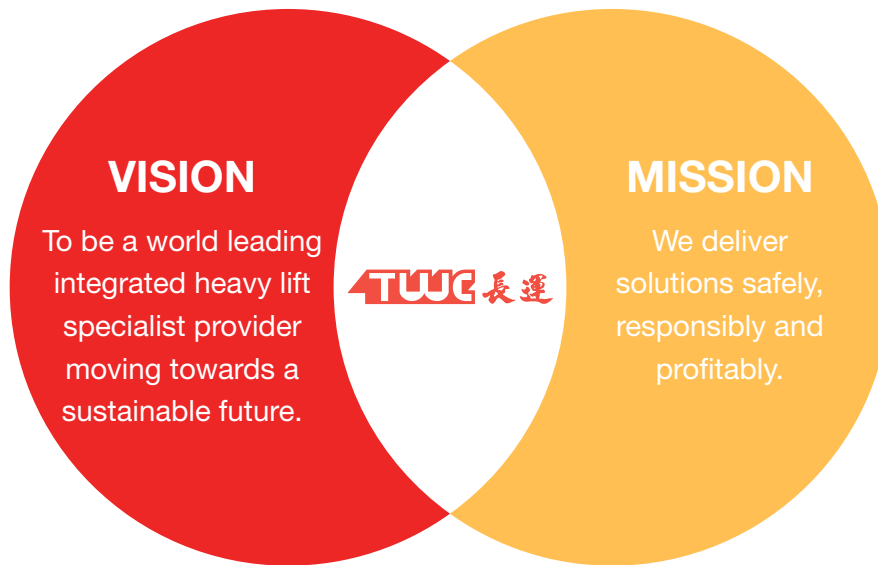 VISION
To be a world leading
integrated heavy lift
specialist provider
moving towards a
sustainable future.
TWC 長運
MISSION
We deliver
solutions safely,
responsibly and
profitably.